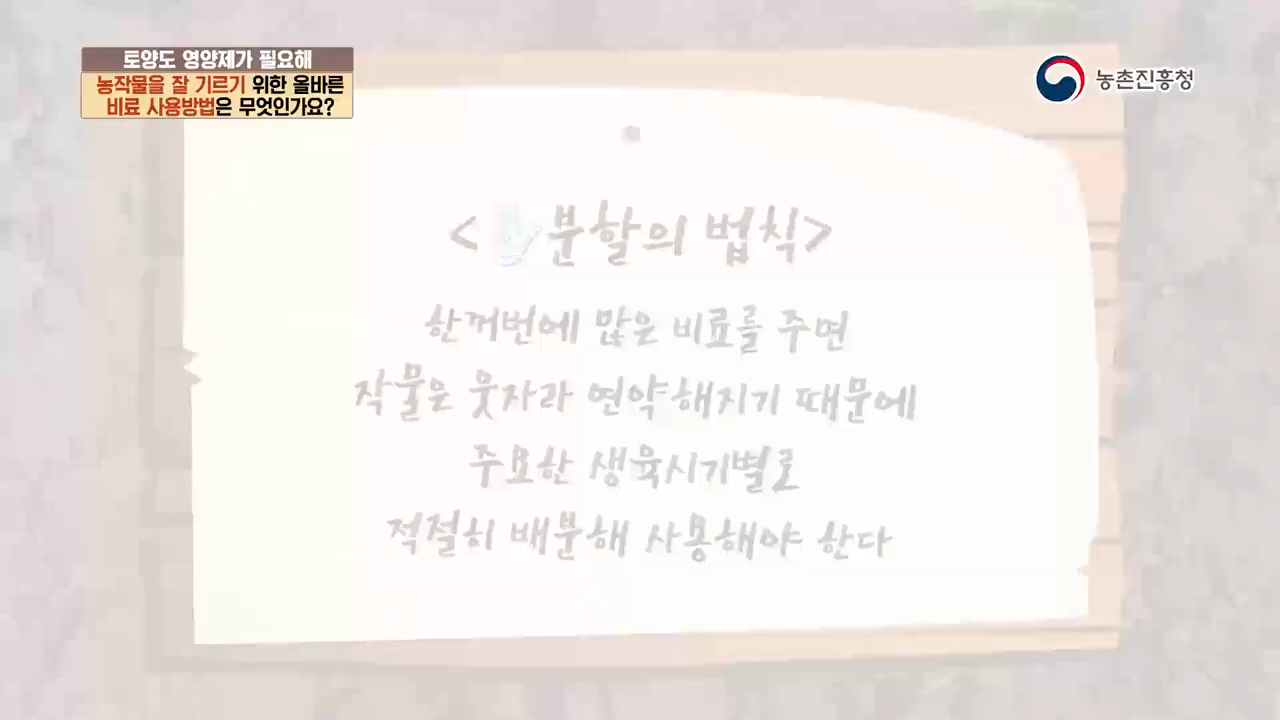 토양도 영양제가 필요해
농작물을 잘 기르기 위한 올바른
비료 사용방법은 무엇인가요?
농촌진흥청
<분할의 법칙>
한꺼번에 많은 비료를 주면
작물은 웃자라 연약해지기 때문에
주요한 생육시기별로
적절히 배분해 사용해야 한다